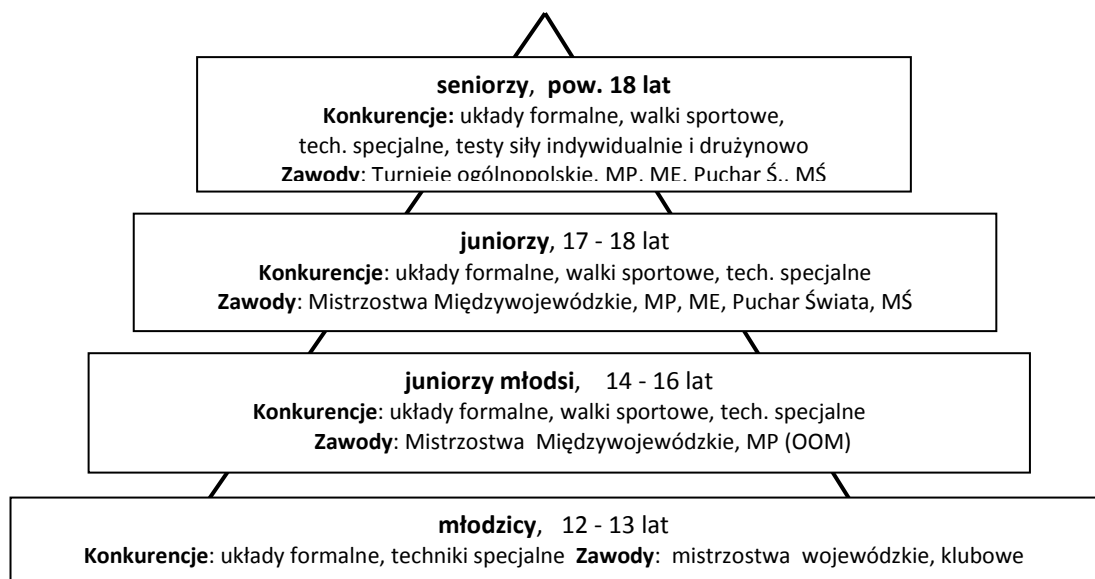 seniorzy, pow. 18 lat
Konkurencje: układy formalne, walki sportowe,
tech. specjalne, testy siły indywidualnie i drużynowo
Zawody: Turnieje ogólnopolskie, MP, ME, Puchar Ś., MŚ
juniorzy, 17 - 18 lat
Konkurencje: układy formalne, walki sportowe, tech. specjalne
Zawody: Mistrzostwa Międzywojewódzkie, MP, ME, Puchar Świata, MŚ
juniorzy młodsi, 14 - 16 lat
Konkurencje: układy formalne, walki sportowe, tech. specjalne
Zawody: Mistrzostwa Międzywojewódzkie, MP (OOM)
młodzicy, 12 - 13 lat
Konkurencje: układy formalne, techniki specjalne Zawody: mistrzostwa wojewódzkie, klubowe